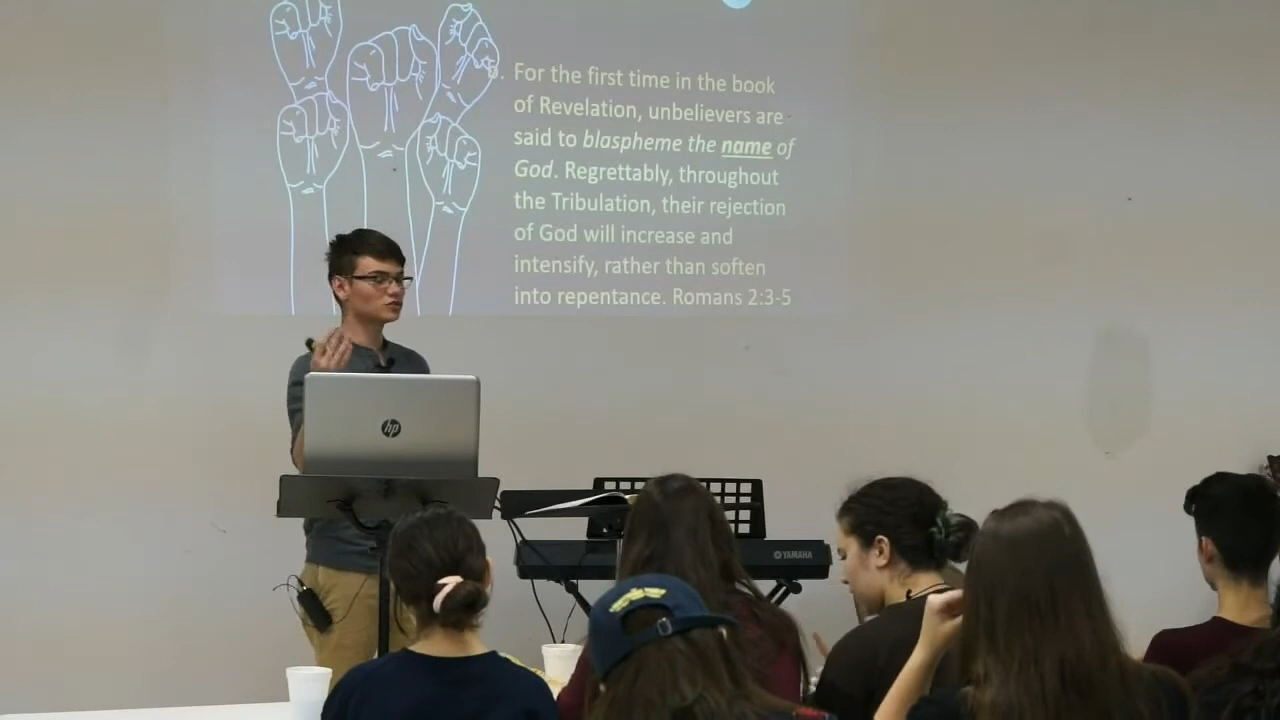 For the first time in the book
of Revelation, unbelievers are
said to blaspheme the name of
God. Regrettably, throughout
the Tribulation, their rejection
of God will increase and
intensify, rather than soften
into repentance. Romans 2:3-5
hp
YAMAHA